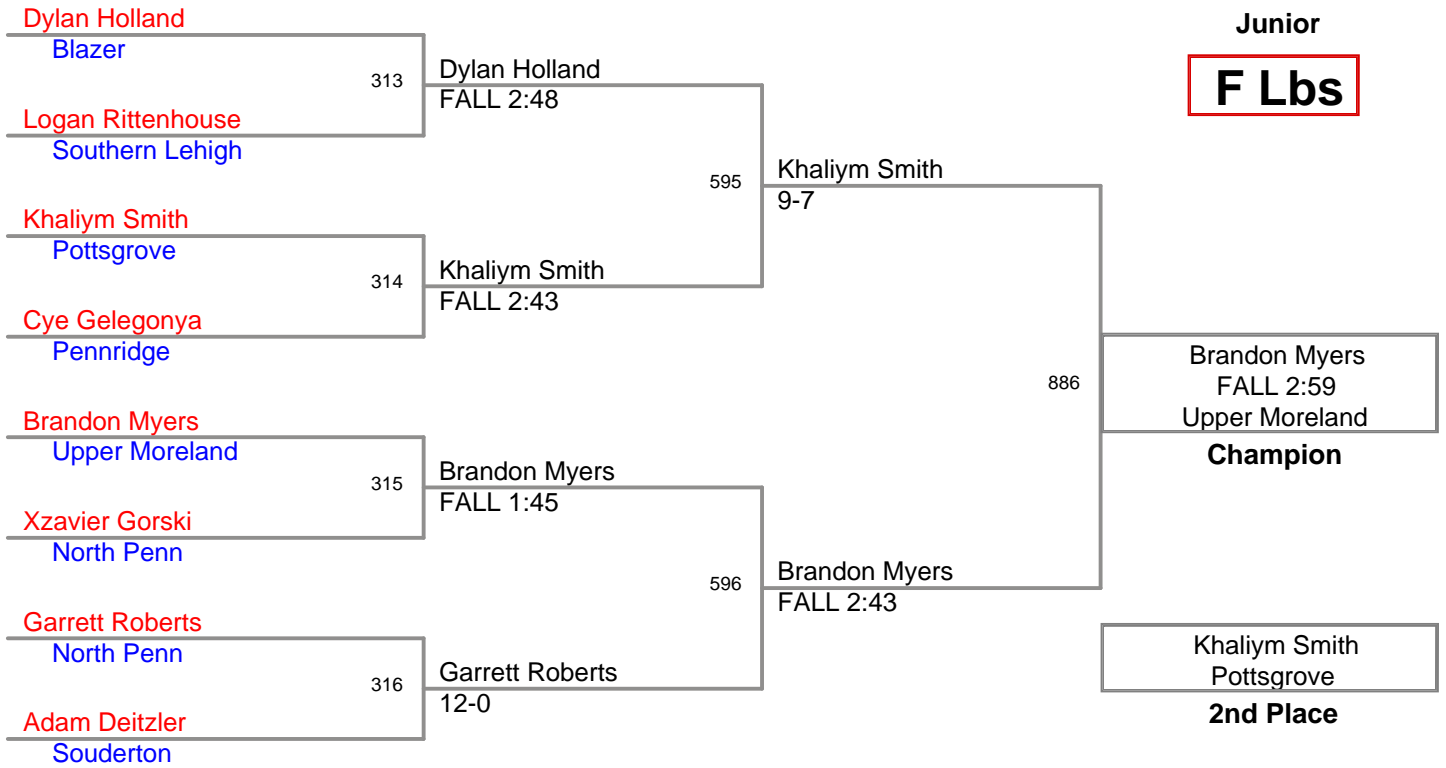 Dylan Holland
Blazer
Logan Rittenhouse
Southern Lehigh
Khaliym Smith
Pottsgrove
Cye Gelegonya
Pennridge
Brandon Myers
Upper Moreland
Xzavier Gorski
North Penn
Garrett Roberts
North Penn
Adam Deitzler
Souderton
313
Dylan Holland
FALL 2:48
314
Khaliym Smith
FALL 2:43
315
Brandon Myers
FALL 1:45
316
Garrett Roberts
12-0
595
Khaliym Smith
9-7
596
Brandon Myers
FALL 2:43
886
Junior
F Lbs
Brandon Myers
FALL 2:59
Upper Moreland
Champion
Khaliym Smith
Pottsgrove
2nd Place